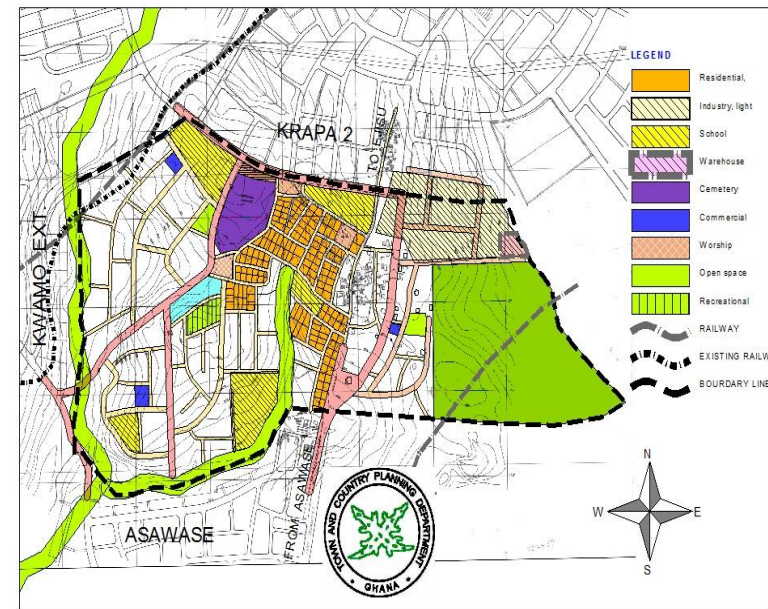 LEGEND
Residential,
Industry, light
School
Warehouse
Cemetery
Commercial
Worship
Open space
Recreational
RAILWAY
EXISTING RAILW
BOURDARY LINE
KRAPA 2
TO EJISU
KWAMO EXT
ASAWASE
FROM ASAWASE
TOWN AND COUNTRY PLANNING DEPARTMENT
GHANA
N
W
E
S